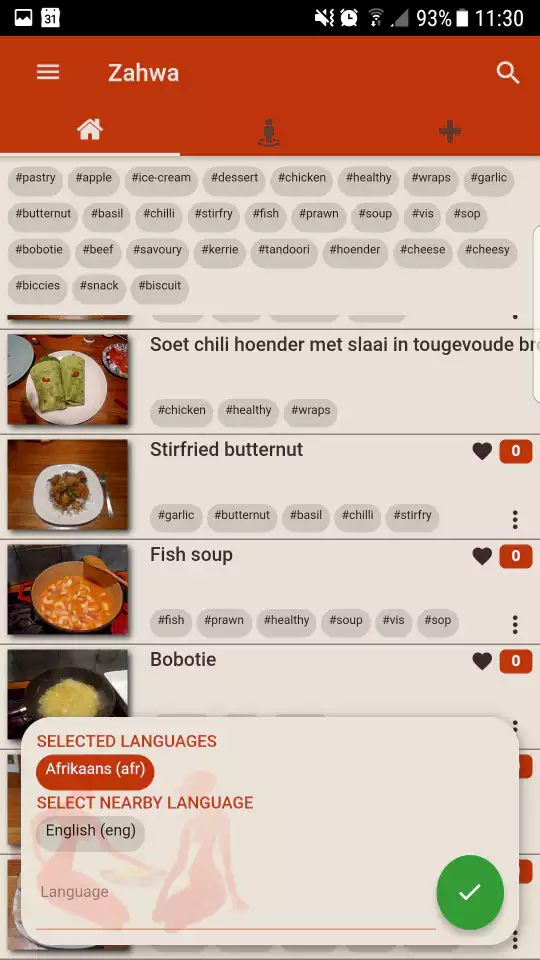 31 93% 11:30
Zahwa
#pastry #apple #ice-cream #dessert #chicken #healthy #wraps #garlic
#butternut #basil #chilli #stirfry #fish #prawn #soup #vis #sop
#bobotie #beef #savoury #kerrie #tandoori #hoender #cheese #cheesy
#biccies #snack #biscuit
Soet chili hoender met slaai in tougevoude br
#chicken #healthy #wraps
Stirfried butternut 0
#garlic #butternut #basil #chilli #stirfry
Fish soup 0
#fish #prawn #healthy #soup #vis #sop
Bobotie 0
SELECTED LANGUAGES
Afrikaans (afr)
SELECT NEARBY LANGUAGE
English (eng)
Language